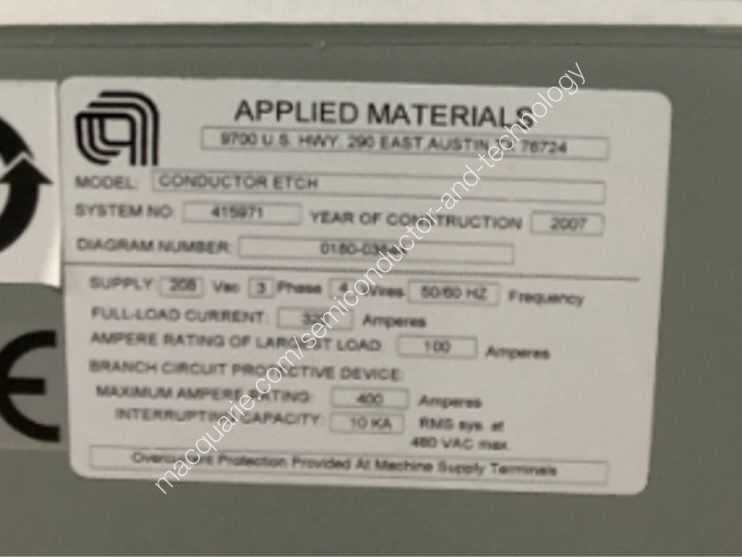 APPLIED MATERIALS
9700 U.S. HWY. 290 EAST, AUSTIN, 78724
MODEL: CONDUCTOR ETCH
SYSTEM NO: 415971 YEAR OF CONSTRUCTION 2007
DIAGRAM NUMBER:
SUPPLY: 208 Vac 3 Phase 4 Wires 50/60 HZ Frequency
FULL-LOAD CURRENT: Amperes
AMPERE RATING OF LARGEST LOAD: 100 Amperes
BRANCH CIRCUIT PROTECTIVE DEVICE:
MAXIMUM AMPERE RATING: 400 Amperes
INTERRUPTING CAPACITY: 10 KA RMS sys. at
480 VAC max.
Overcurrent Protection Provided At Machine Supply Terminals
CE
macquarie.com/semiconductor-and-technology